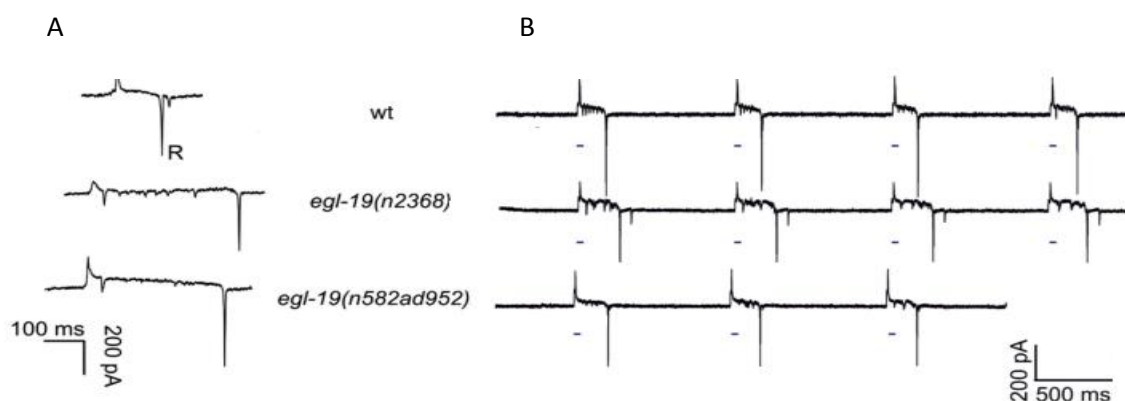 A
B
wt
R
egl-19(n2368)
egl-19(n582ad952)
100 ms
200 pA
200 pA
500 ms